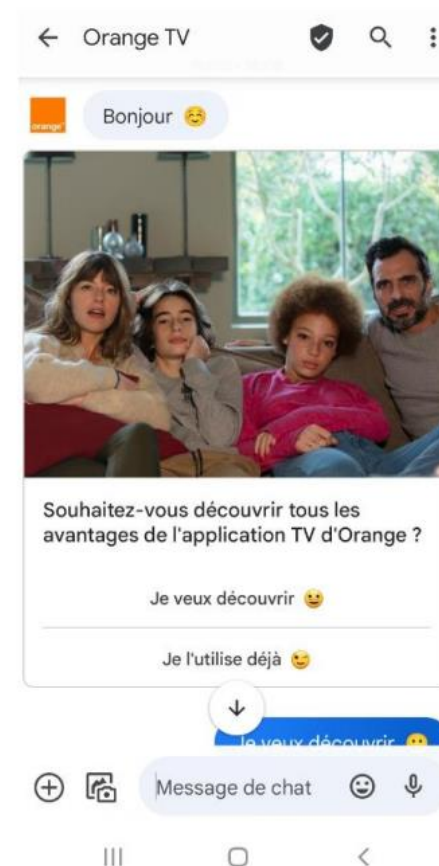 Orange TV
orange
Bonjour ☺️
Souhaitez-vous découvrir tous les
avantages de l'application TV d'Orange ?
Je veux découvrir 😀
Je l'utilise déjà 😉
Je veux découvrir 😀
Message de chat